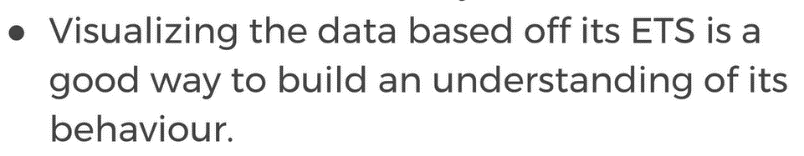 • Visualizing the data based off its ETS is a
good way to build an understanding of its
behaviour.